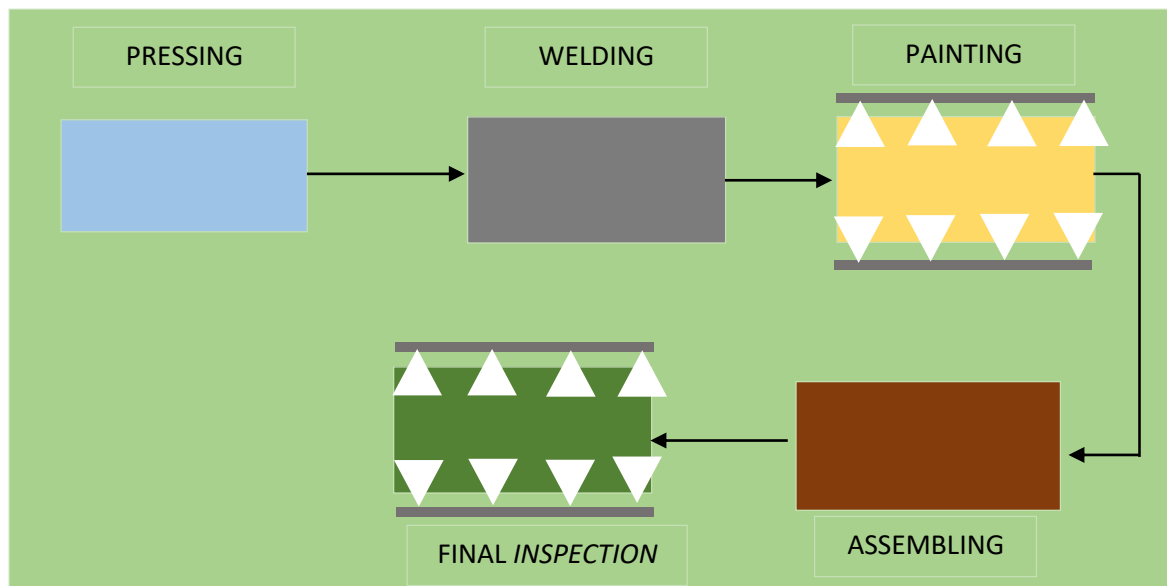 PRESSING
WELDING
PAINTING
FINAL INSPECTION
ASSEMBLING